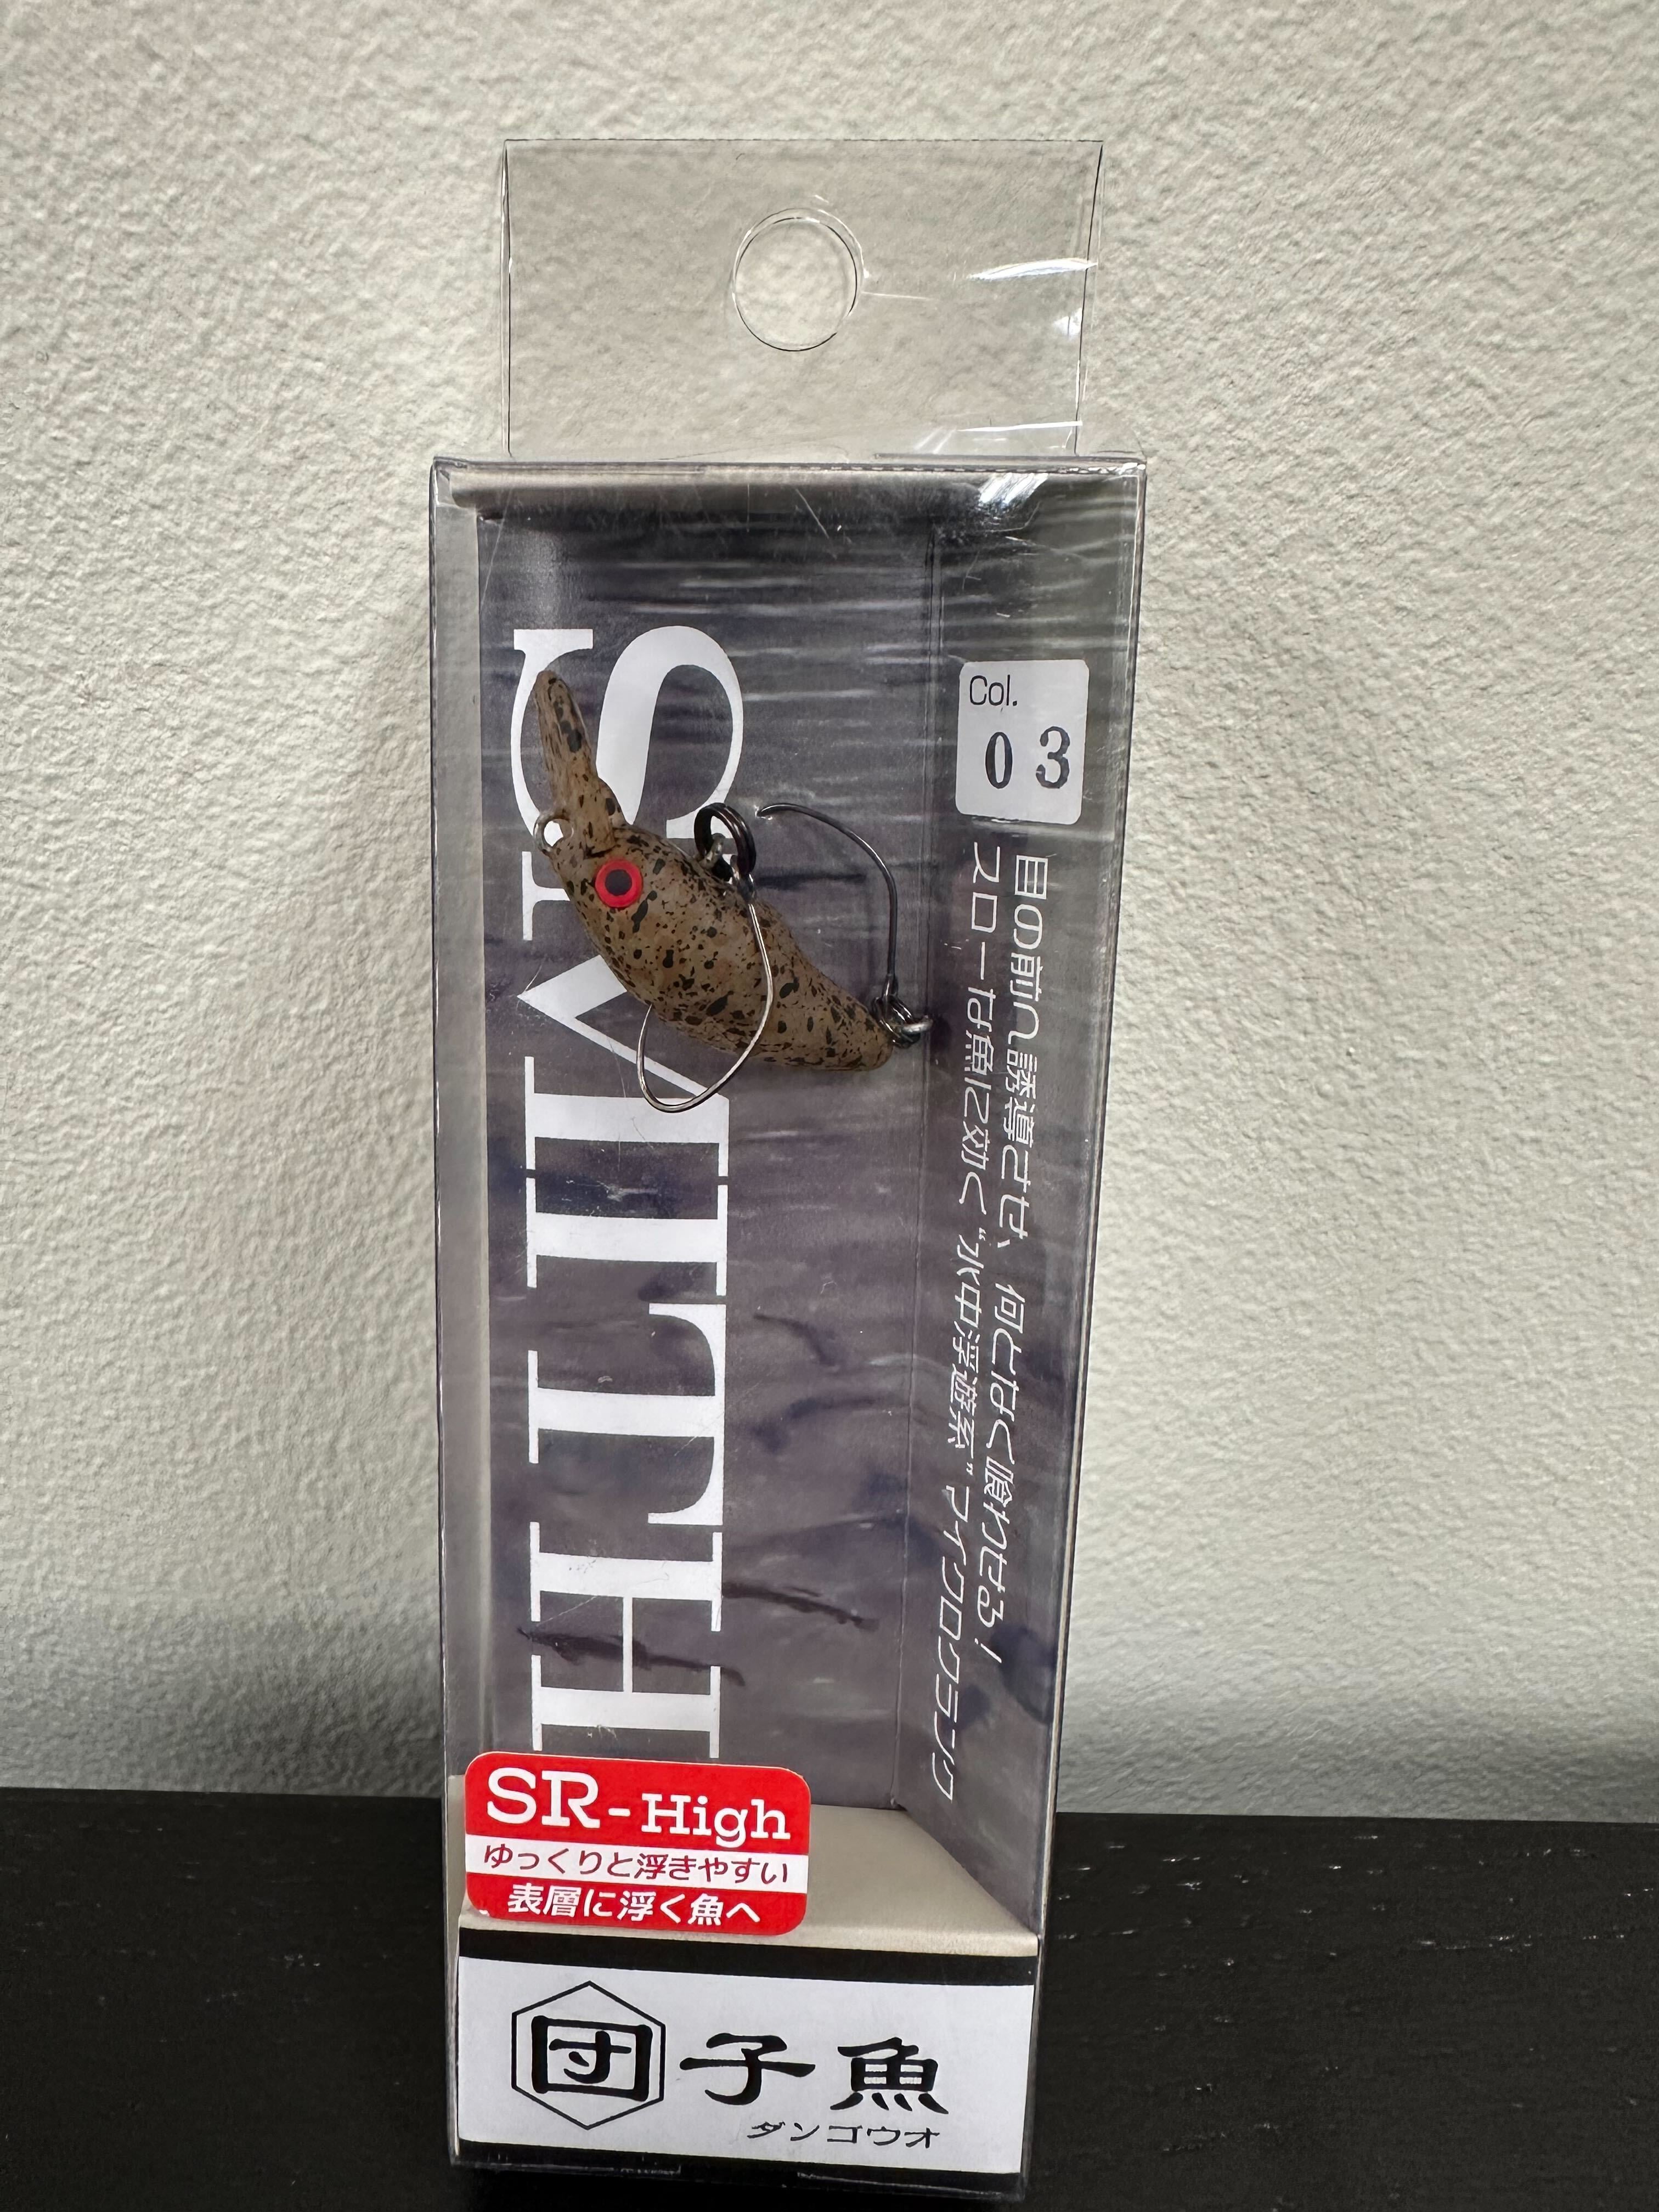 SMITH
Col.
03
目の前へ誘導させ、何となく喰わせる!
スローな魚に効く“水中浮遊系”マイクロクランク
SR-High
ゆっくりと浮きやすい
表層に浮く魚へ
団子魚
ダンゴウオ